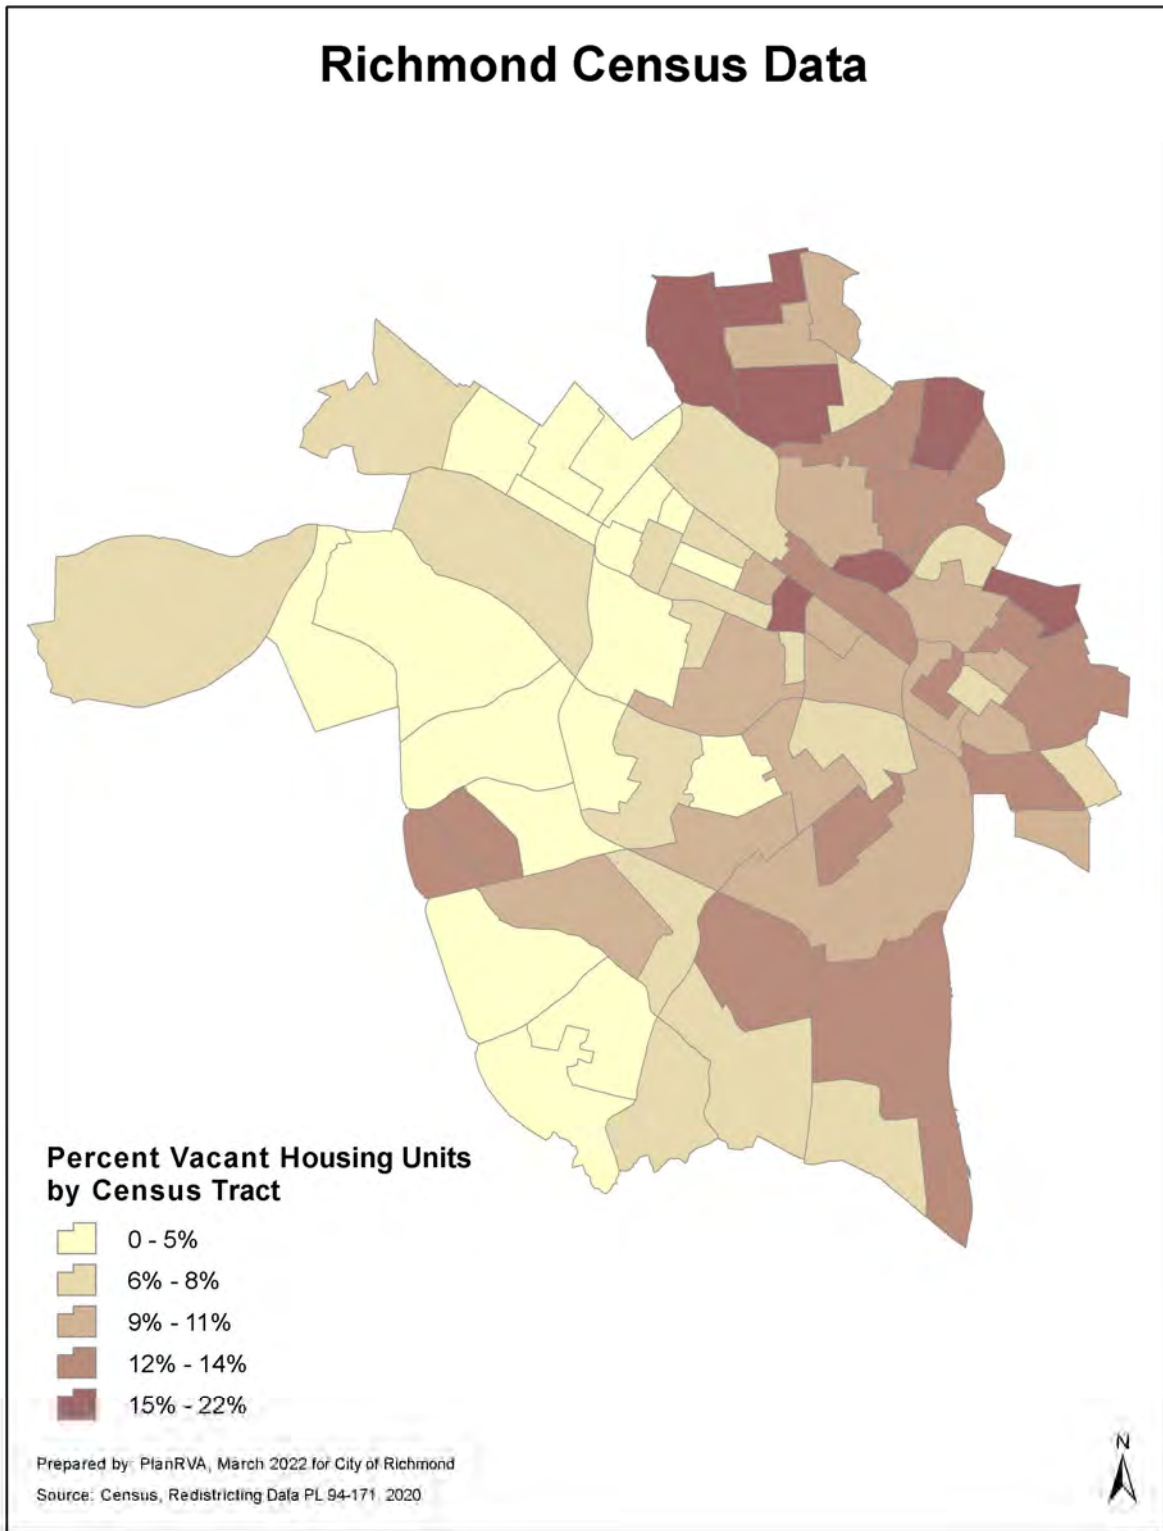 Richmond Census Data
Percent Vacant Housing Units
by Census Tract
0 - 5%
6% - 8%
9% - 11%
12% - 14%
15% - 22%
Prepared by: PlanRVA, March 2022 for City of Richmond
Source: Census, Redistricting Data PL 94-171, 2020
N